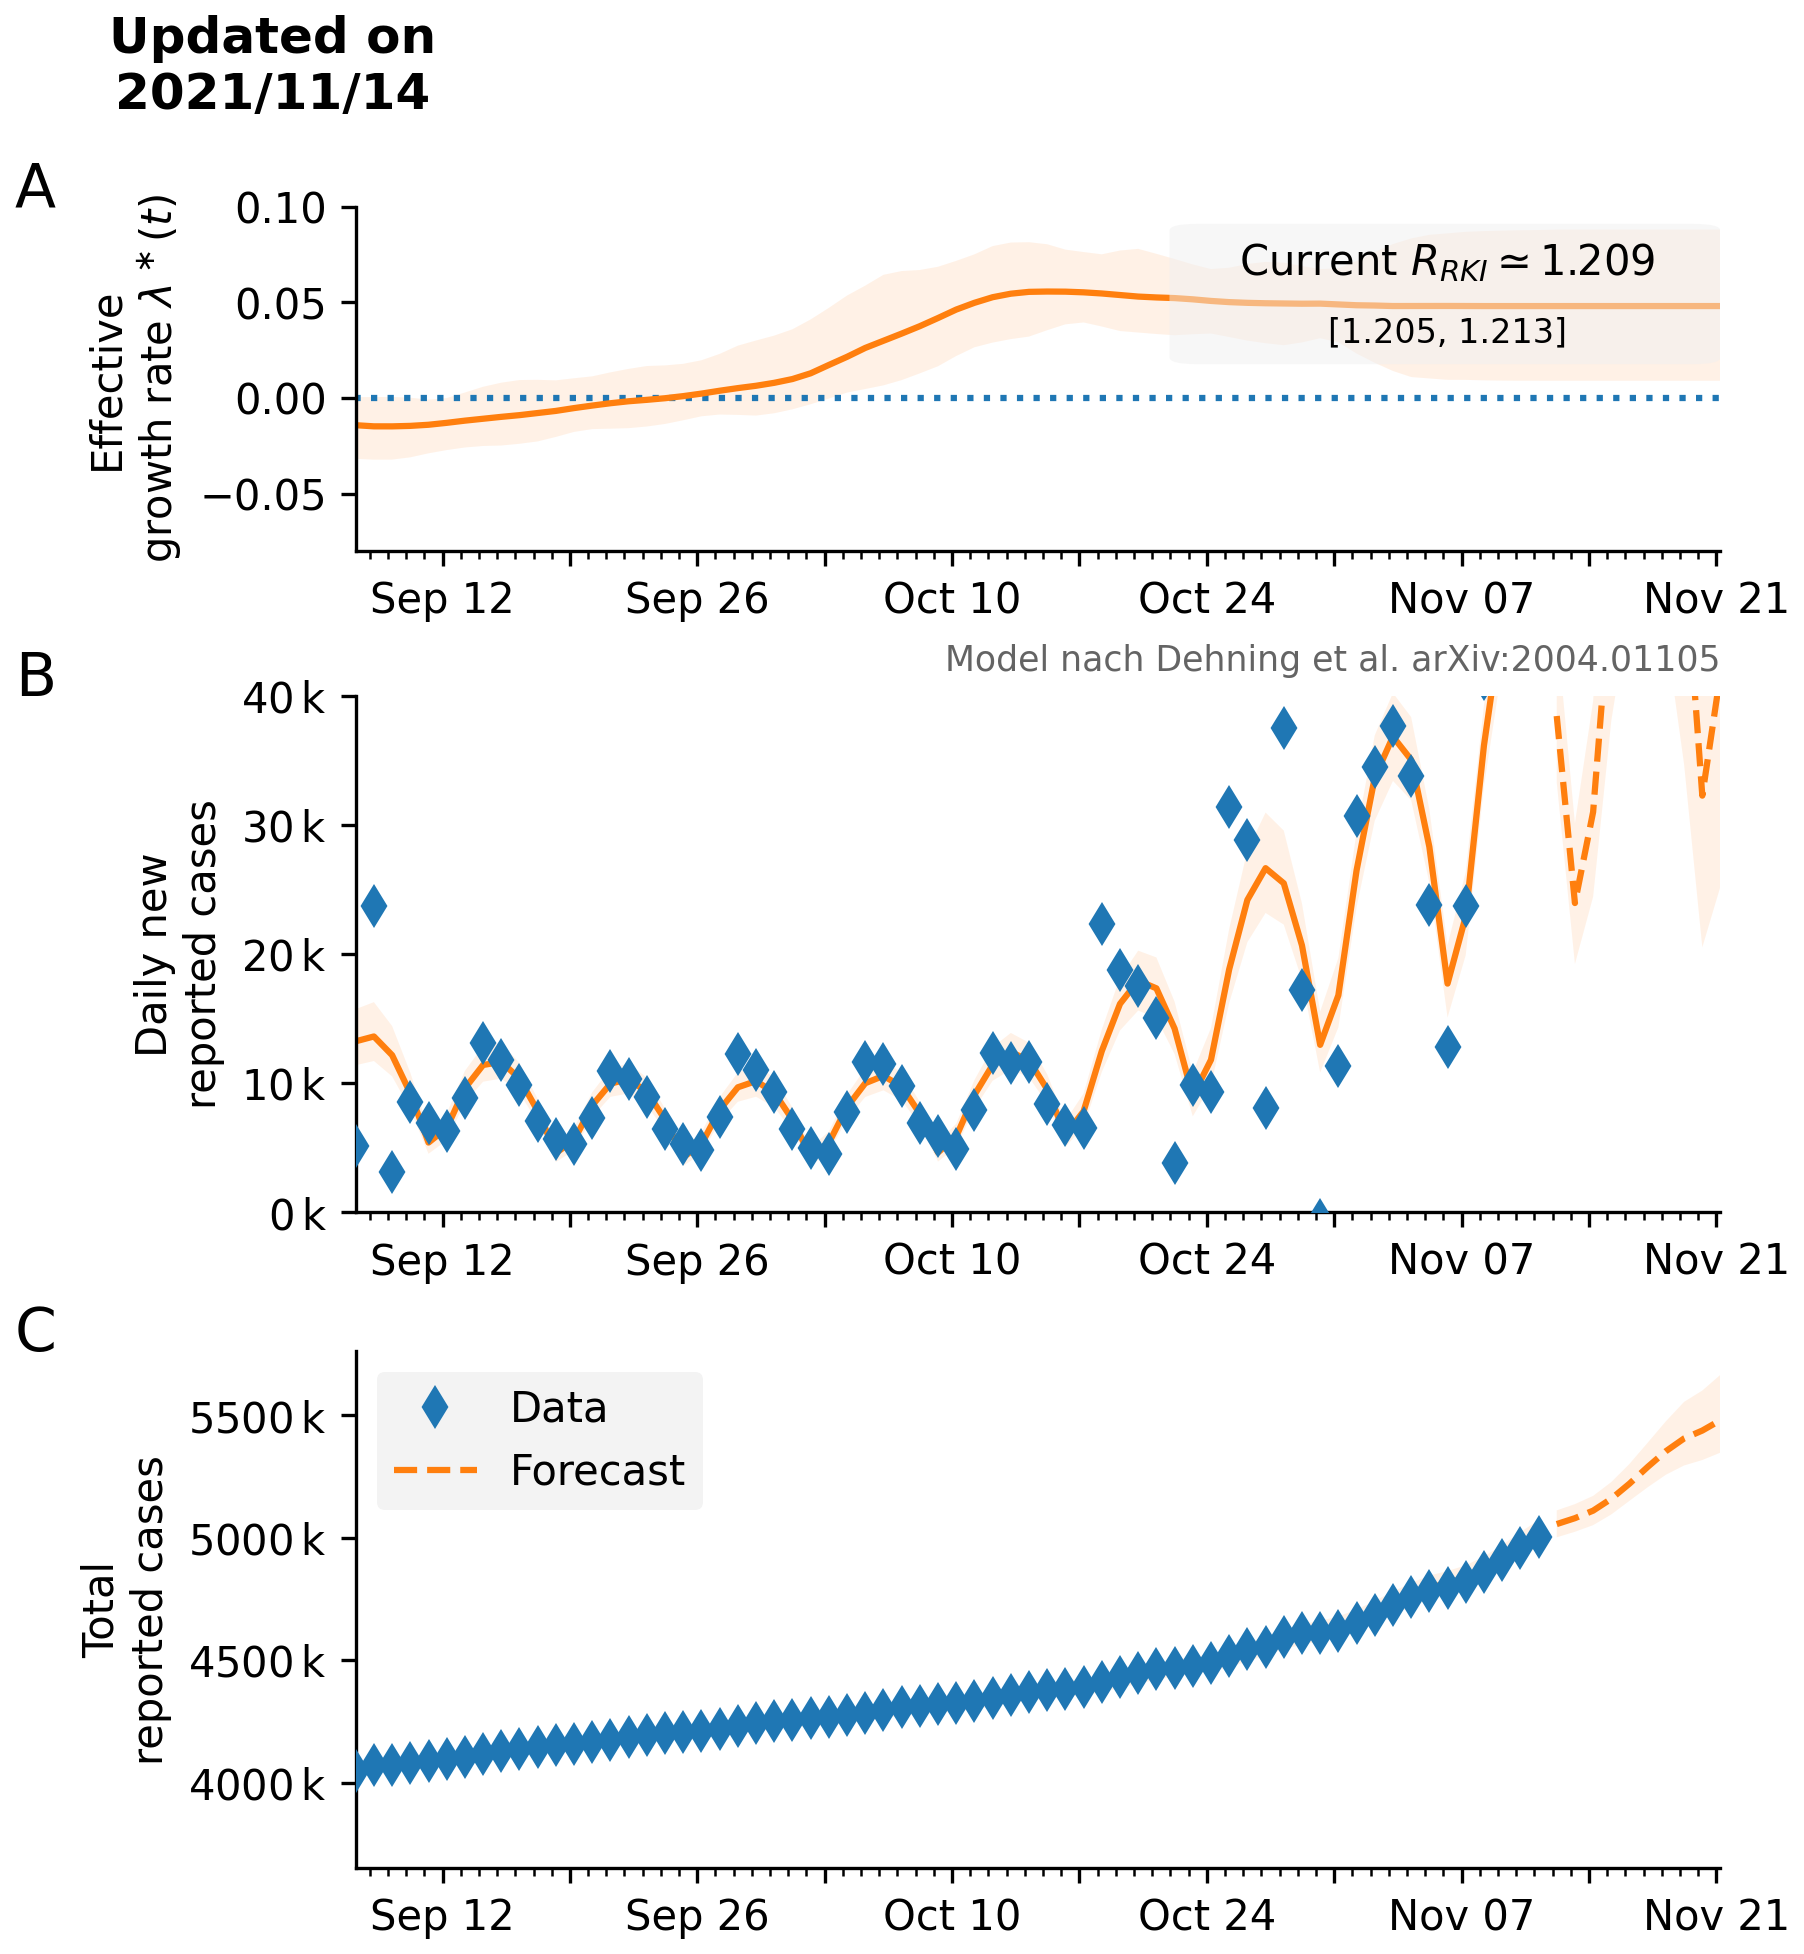 Updated on
2021/11/14
A
Effective
growth rate λ * (t)
0.10
0.05
0.00
−0.05
Current R_RKI ≃ 1.209
[1.205, 1.213]
Sep 12 Sep 26 Oct 10 Oct 24 Nov 07 Nov 21
Model nach Dehning et al. arXiv:2004.01105
B
Daily new
reported cases
40 k
30 k
20 k
10 k
0 k
Sep 12 Sep 26 Oct 10 Oct 24 Nov 07 Nov 21
C
Total
reported cases
5500 k
5000 k
4500 k
4000 k
Data
Forecast
Sep 12 Sep 26 Oct 10 Oct 24 Nov 07 Nov 21